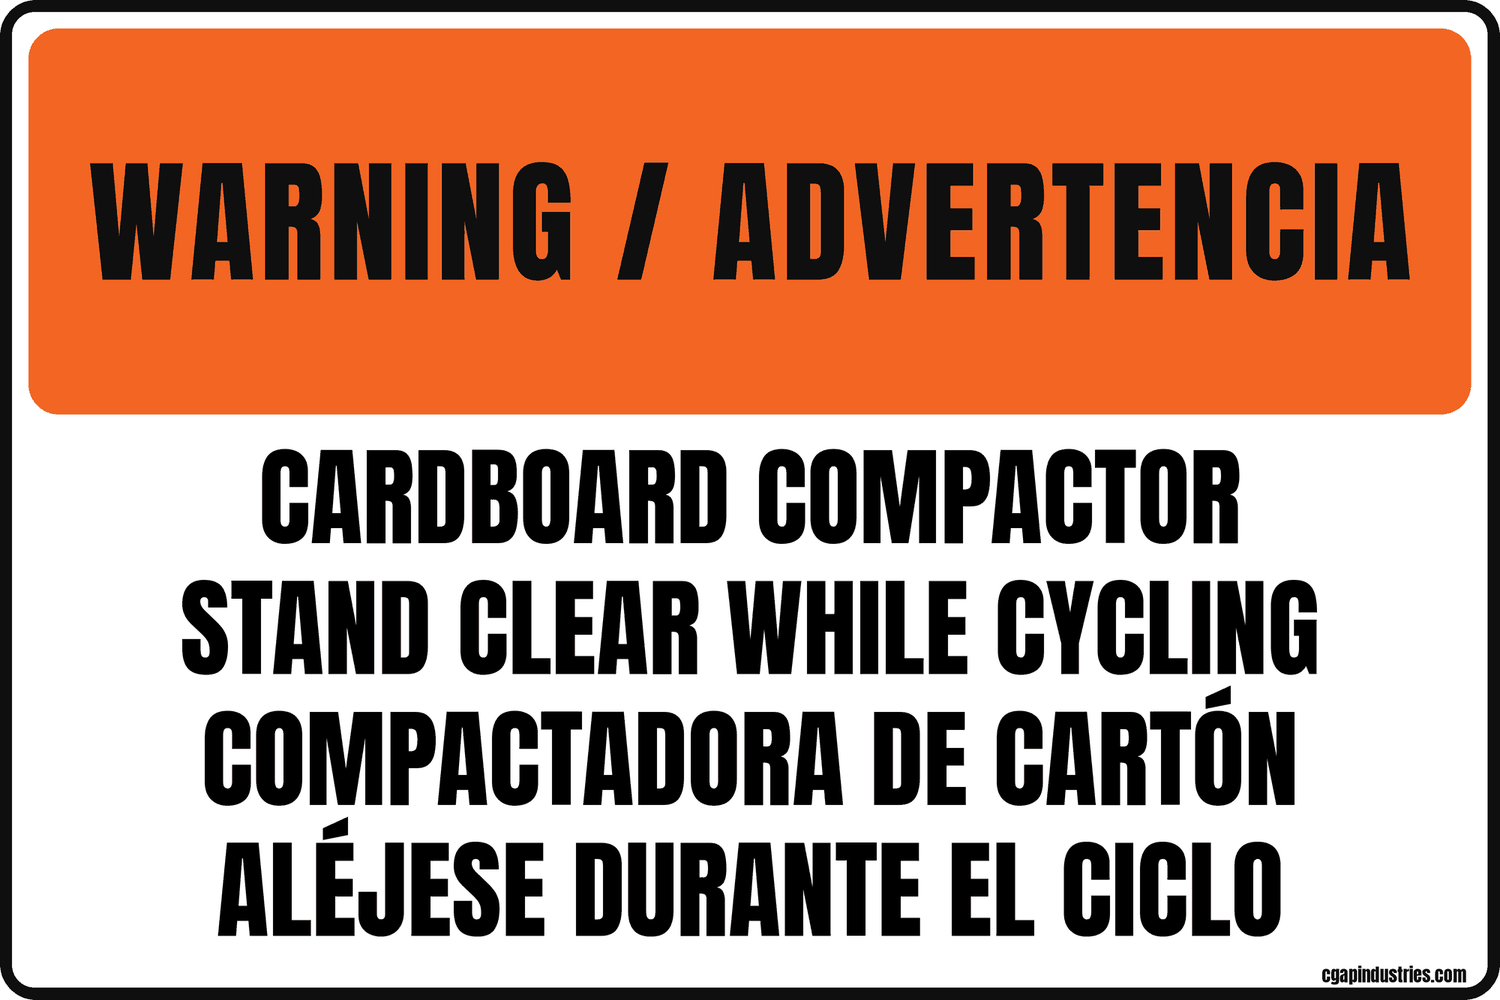 WARNING / ADVERTENCIA
CARDBOARD COMPACTOR
STAND CLEAR WHILE CYCLING
COMPACTADORA DE CARTÓN
ALÉJESE DURANTE EL CICLO
cgapindustries.com